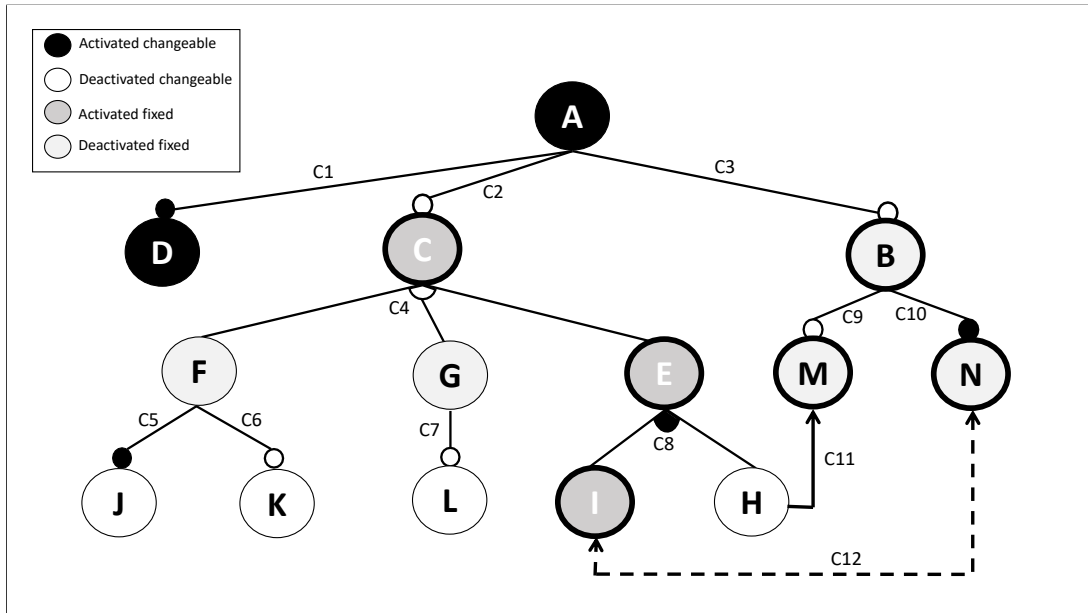 Activated changeable
Deactivated changeable
Activated fixed
Deactivated fixed
A
C1
C2
C3
D
C
B
C4
C9
C10
F
G
E
M
N
C5
C6
C7
C8
C11
J
K
L
I
H
C12